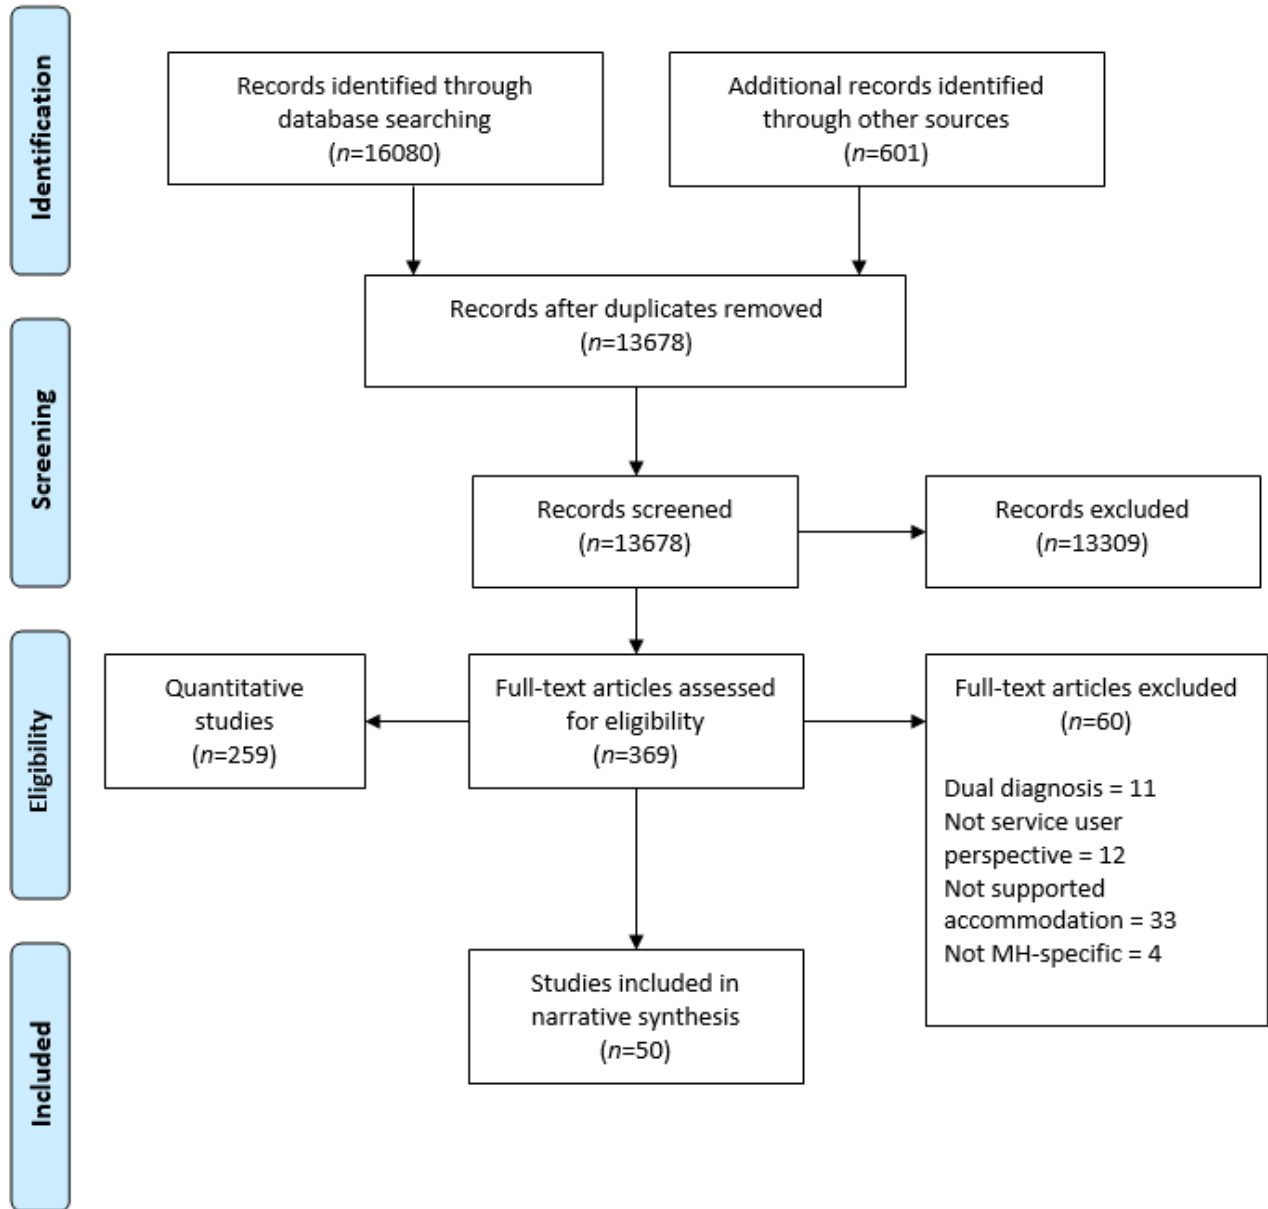 Identification
Records identified through
database searching
(n=16080)
Additional records identified
through other sources
(n=601)
Records after duplicates removed
(n=13678)
Screening
Records screened
(n=13678)
Records excluded
(n=13309)
Eligibility
Quantitative
studies
(n=259)
Full-text articles assessed
for eligibility
(n=369)
Full-text articles excluded
(n=60)
Dual diagnosis = 11
Not service user
perspective = 12
Not supported
accommodation = 33
Not MH-specific = 4
Included
Studies included in
narrative synthesis
(n=50)